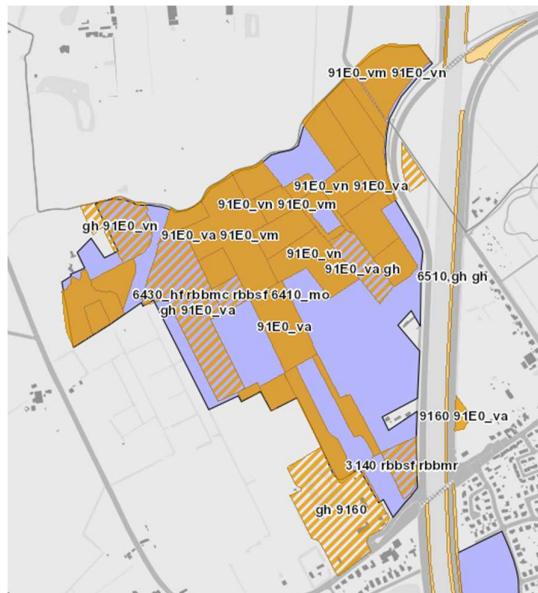 91E0_vm 91E0_vn
91E0_vn 91E0_va
91E0_vn 91E0_vm
gh 91E0_vn
91E0_va 91E0_vm
91E0_vn
91E0_va gh
6510,gh gh
6430_hf rbbmc rbbsf 6410_mo
gh 91E0_va
91E0_va
9160 91E0_va
3140 rbbsf rbbmr
gh 9160